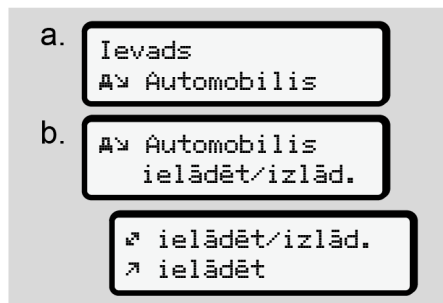 a.
Ievads
Automobilis
b.
Automobilis
ielādēt/izlād.
ielādēt/izlād.
ielādēt